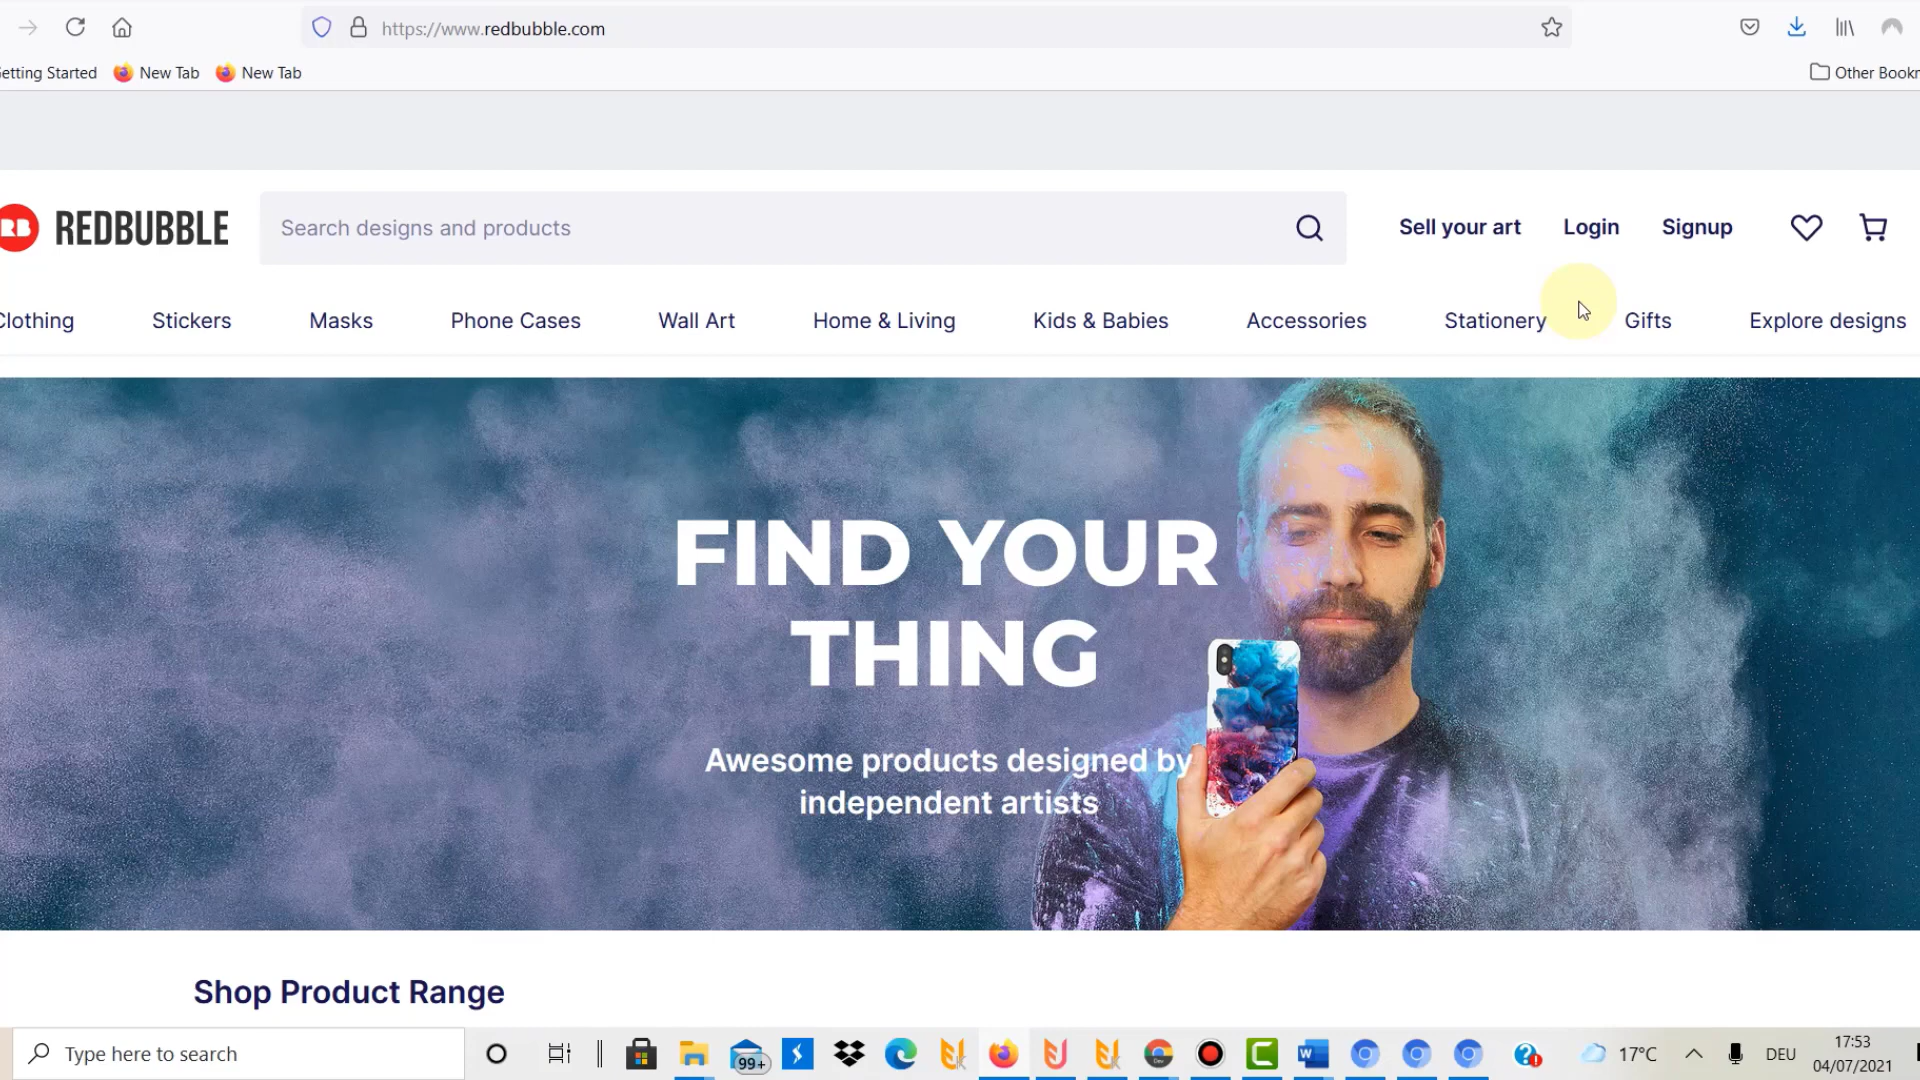 https://www.redbubble.com
etting Started New Tab New Tab Other Bookr
RB REDBUBBLE Search designs and products Sell your art Login Signup
Clothing Stickers Masks Phone Cases Wall Art Home & Living Kids & Babies Accessories Stationery Gifts Explore designs
FIND YOUR
THING
Awesome products designed by
independent artists
Shop Product Range
Type here to search 99+ 17°C DEU 17:53
04/07/2021